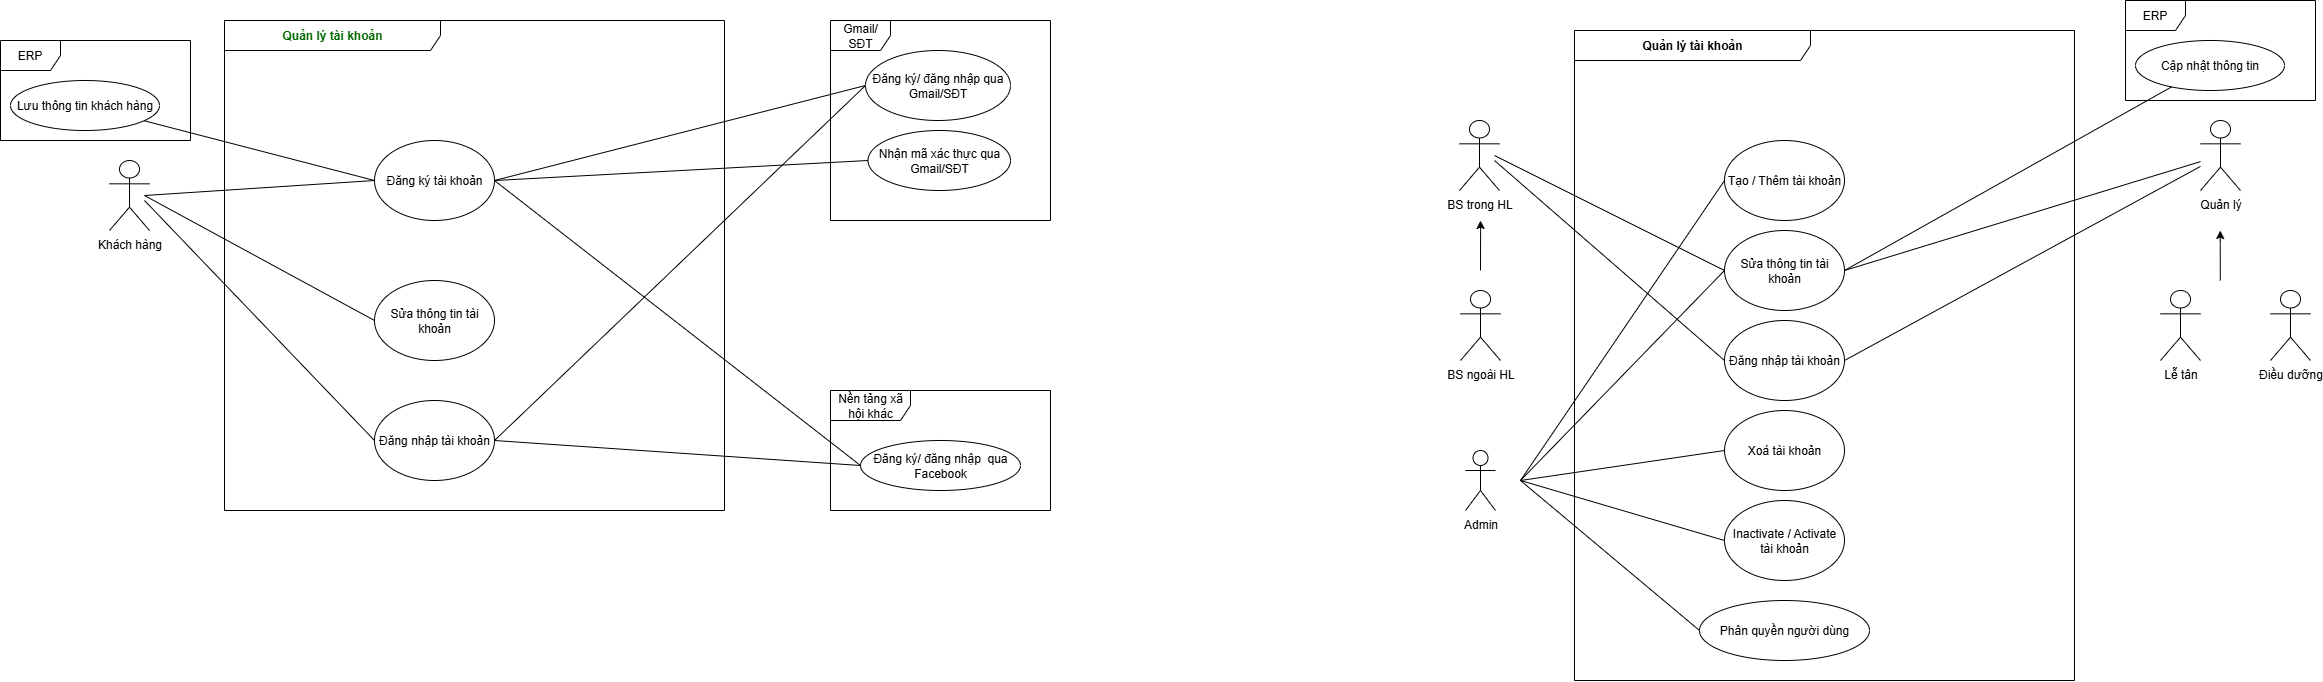 Quản lý tài khoản
ERP
Lưu thông tin khách hàng
Khách hàng
Đăng ký tài khoản
Sửa thông tin tài
khoản
Đăng nhập tài khoản
Gmail/
SĐT
Đăng ký/ đăng nhập qua
Gmail/SĐT
Nhận mã xác thực qua
Gmail/SĐT
Nền tảng xã
hội khác
Đăng ký/ đăng nhập  qua
Facebook
Quản lý tài khoản
BS trong HL
BS ngoài HL
Admin
Tạo / Thêm tài khoản
Sửa thông tin tài
khoản
Đăng nhập tài khoản
Xoá tài khoản
Inactivate / Activate
tài khoản
Phân quyền người dùng
ERP
Cập nhật thông tin
Quản lý
Lễ tân
Điều dưỡng